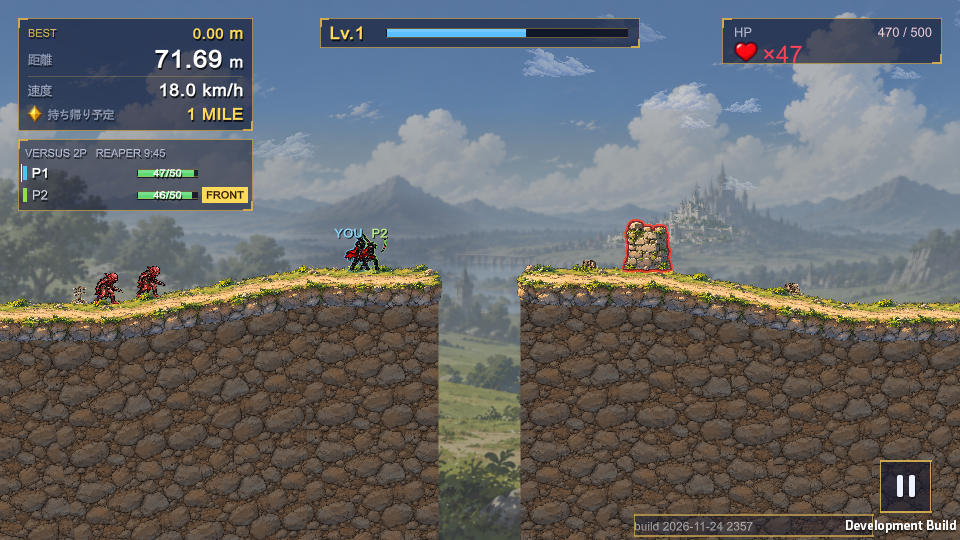 BEST 0.00 m
距離 71.69 m
速度 18.0 km/h
持ち帰り予定 1 MILE
Lv.1
HP 470 / 500
×47
VERSUS 2P REAPER 9:45
P1 47/50
P2 46/50 FRONT
YOU P2
build 2026-11-24 2357
Development Build